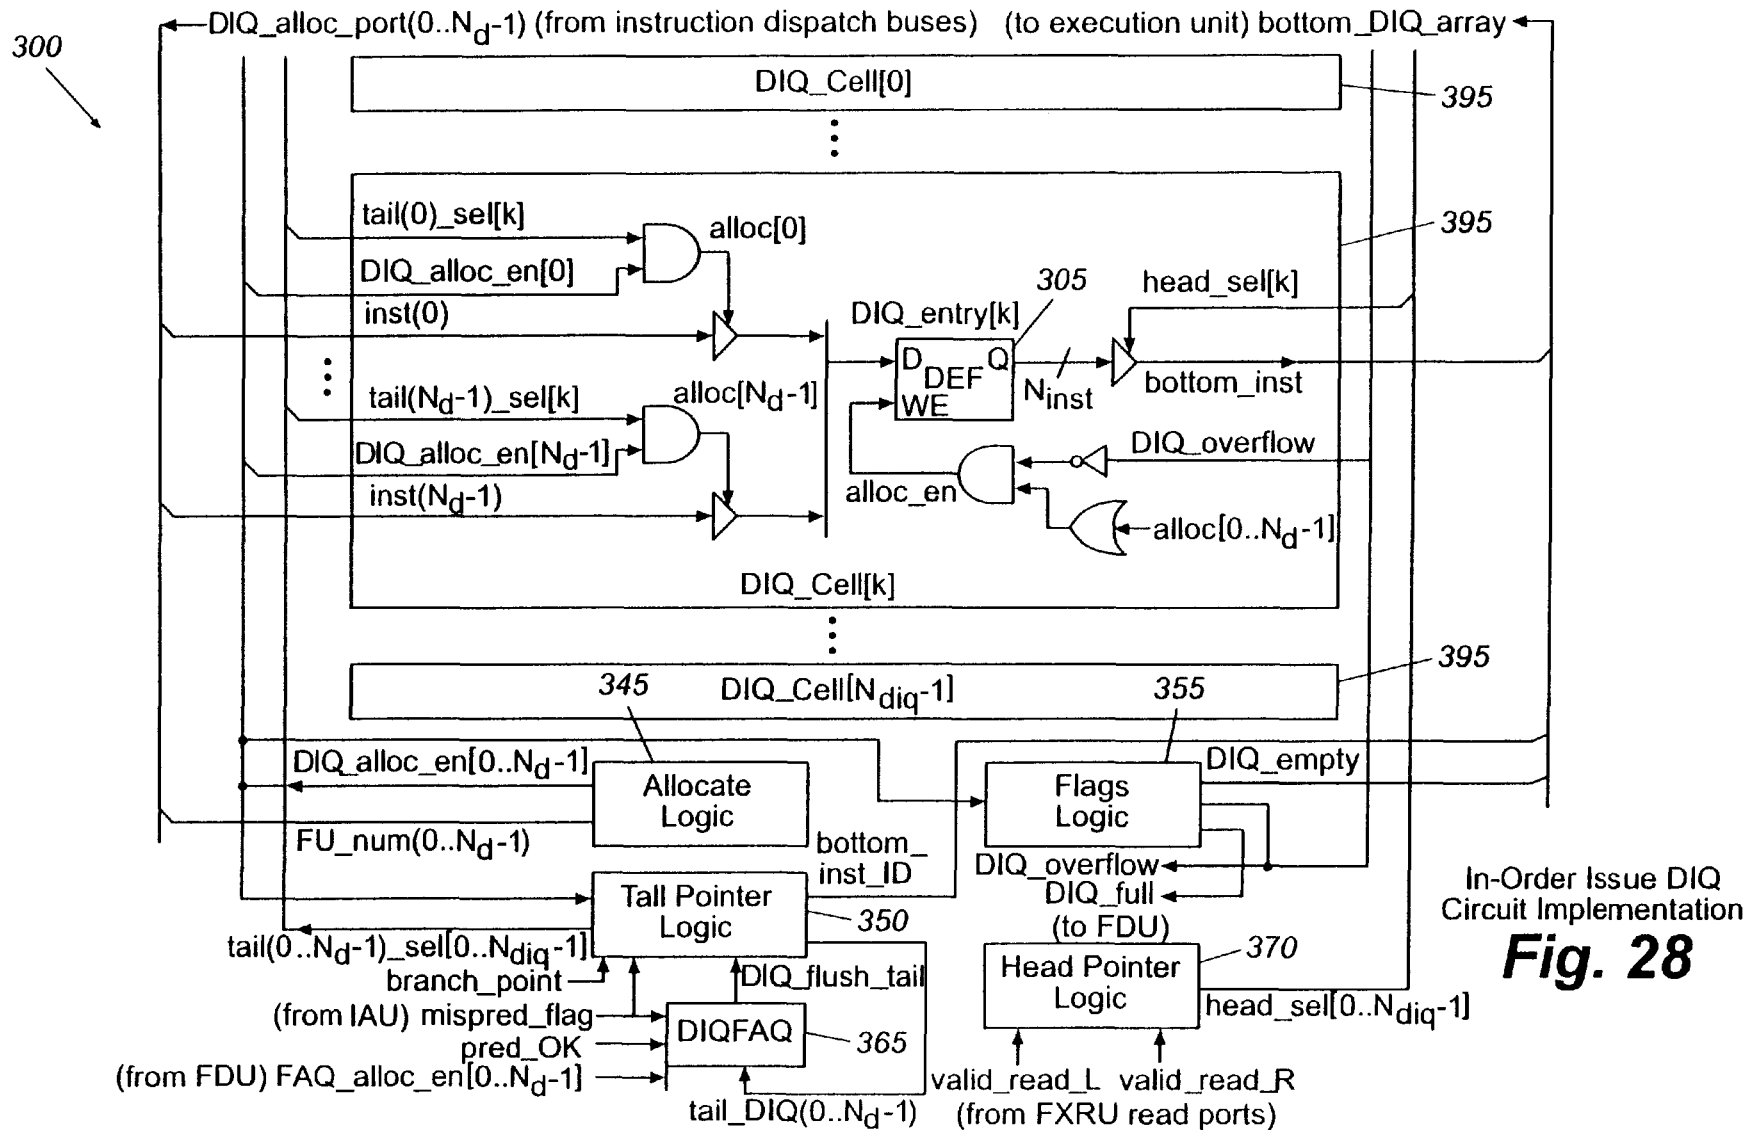 DIQ_alloc_port(0..Nd-1) (from instruction dispatch buses) (to execution unit) bottom_DIQ_array
300
DIQ_Cell[0]
395
tail(0)_sel[k]
alloc[0]
395
DIQ_alloc_en[0]
305
head_sel[k]
inst(0)
DIQ_entry[k]
D Q
DEF
WE
Ninst
bottom_inst
tail(Nd-1)_sel[k]
alloc[Nd-1]
DIQ_alloc_en[Nd-1]
DIQ_overflow
inst(Nd-1)
alloc_en
alloc[0..Nd-1]
DIQ_Cell[k]
395
345
DIQ_Cell[Ndiq-1]
355
DIQ_alloc_en[0..Nd-1]
Allocate
Logic
Flags
Logic
DIQ_empty
FU_num(0..Nd-1)
bottom_
inst_ID
DIQ_overflow
DIQ_full
(to FDU)
In-Order Issue DIQ
Circuit Implementation
Fig. 28
Tall Pointer
Logic
350
tail(0..Nd-1)_sel[0..Ndiq-1]
branch_point
DIQ_flush_tail
Head Pointer
Logic
370
head_sel[0..Ndiq-1]
(from IAU) mispred_flag
DIQFAQ
365
pred_OK
(from FDU) FAQ_alloc_en[0..Nd-1]
tail_DIQ(0..Nd-1)
valid_read_L valid_read_R
(from FXRU read ports)